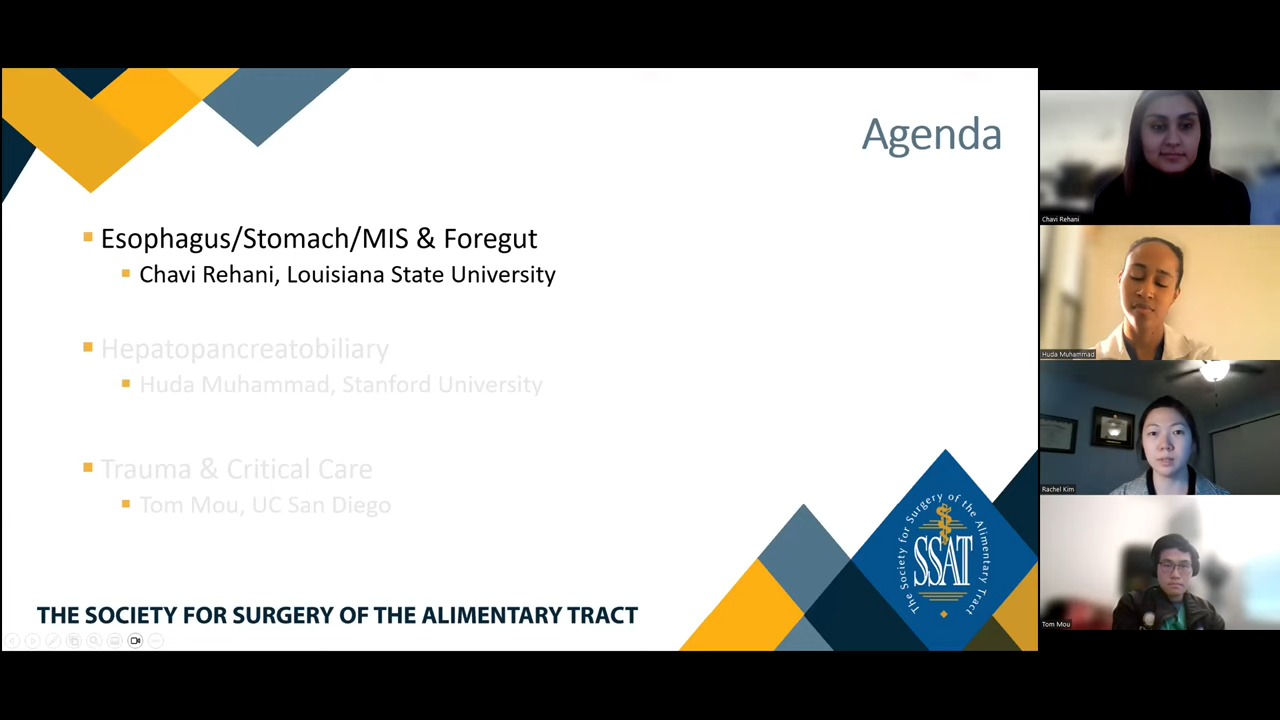 Agenda
Esophagus/Stomach/MIS & Foregut
Chavi Rehani, Louisiana State University
Hepatopancreatobiliary
Huda Muhammad, Stanford University
Trauma & Critical Care
Tom Mou, UC San Diego
THE SOCIETY FOR SURGERY OF THE ALIMENTARY TRACT
The Society for Surgery of the Alimentary Tract
SSAT
Chavi Rehani
Huda Muhammad
Rachel Kim
Tom Mou